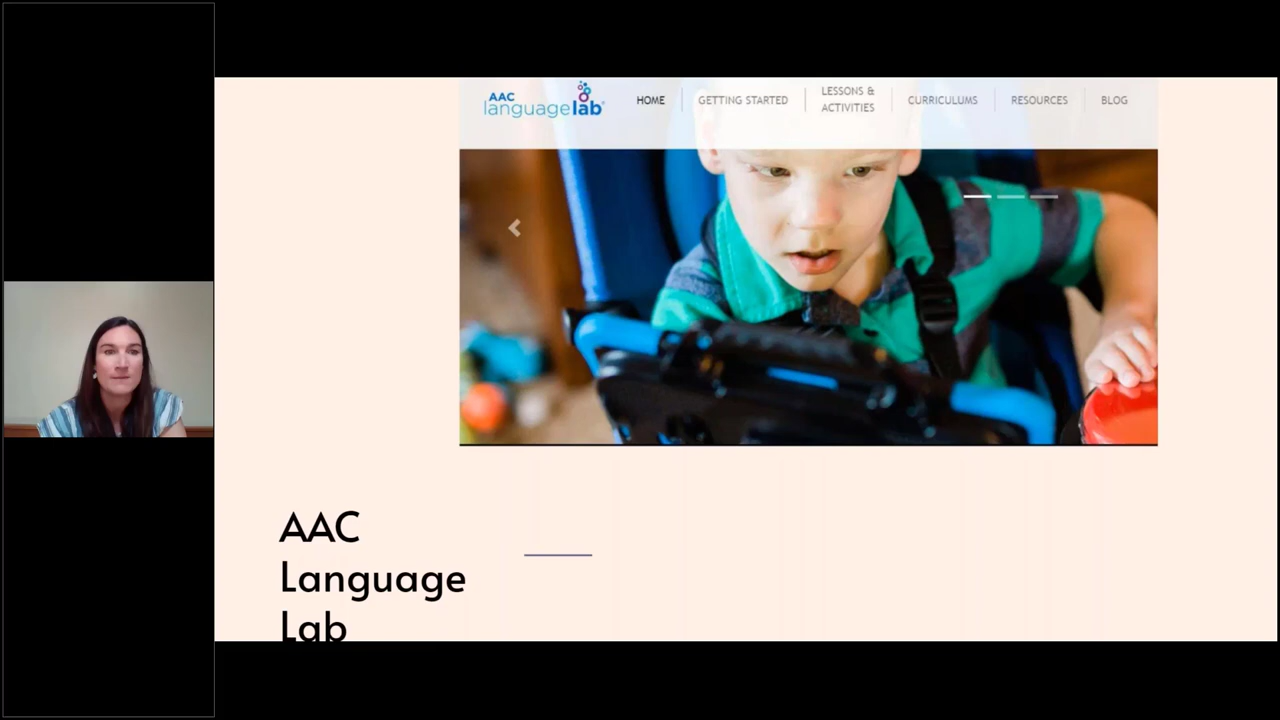 AAC
languagelab
HOME
GETTING STARTED
LESSONS &
ACTIVITIES
CURRICULUMS
RESOURCES
BLOG
AAC
Language
Lab